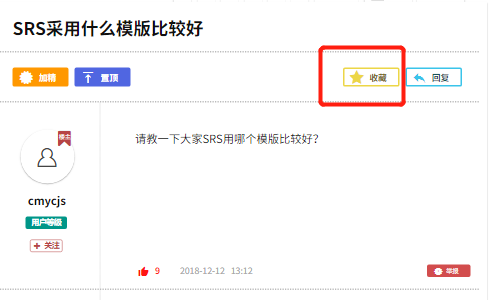 SRS采用什么模版比较好
加精 置顶 收藏 回复
楼主
请教一下大家SRS用哪个模版比较好？
cmycjs
用户等级
+ 关注
9 2018-12-12 13:12 举报